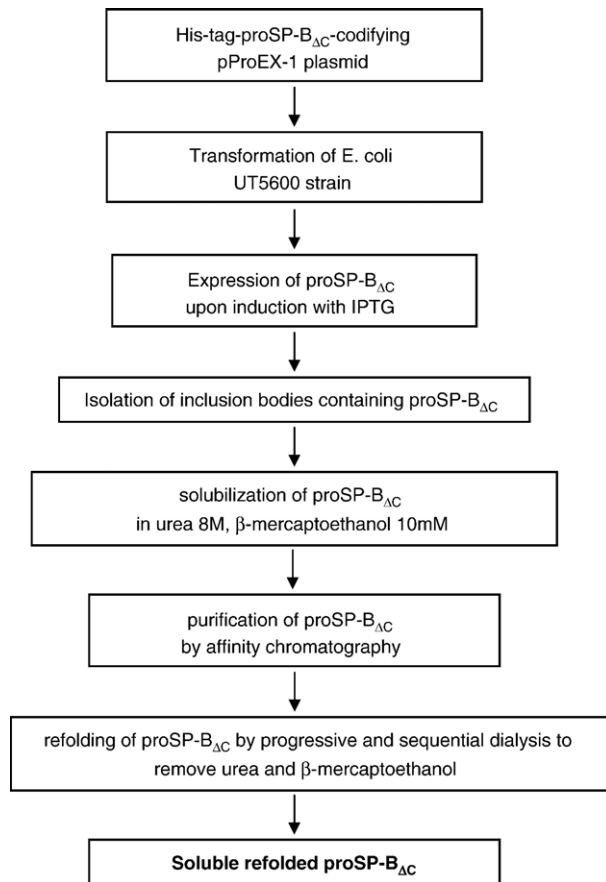 His-tag-proSP-BΔC-codifying
pProEX-1 plasmid
Transformation of E. coli
UT5600 strain
Expression of proSP-BΔC
upon induction with IPTG
Isolation of inclusion bodies containing proSP-BΔC
solubilization of proSP-BΔC
in urea 8M, β-mercaptoethanol 10mM
purification of proSP-BΔC
by affinity chromatography
refolding of proSP-BΔC by progressive and sequential dialysis to
remove urea and β-mercaptoethanol
Soluble refolded proSP-BΔC